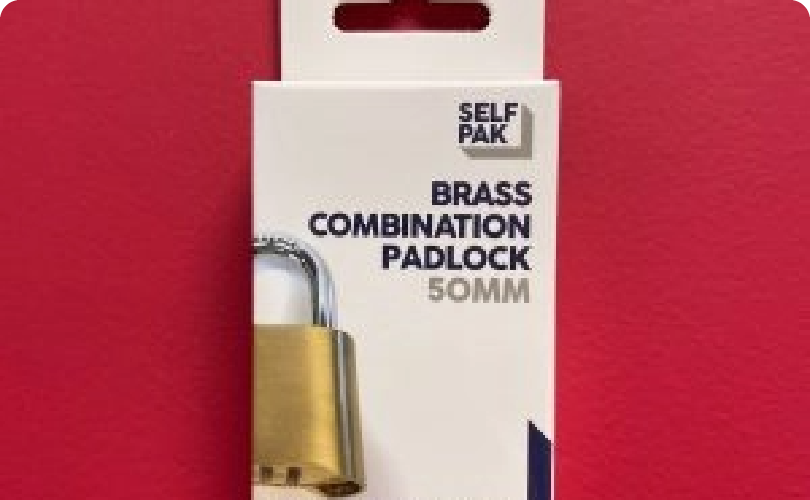 SELF
PAK
BRASS
COMBINATION
PADLOCK
50MM